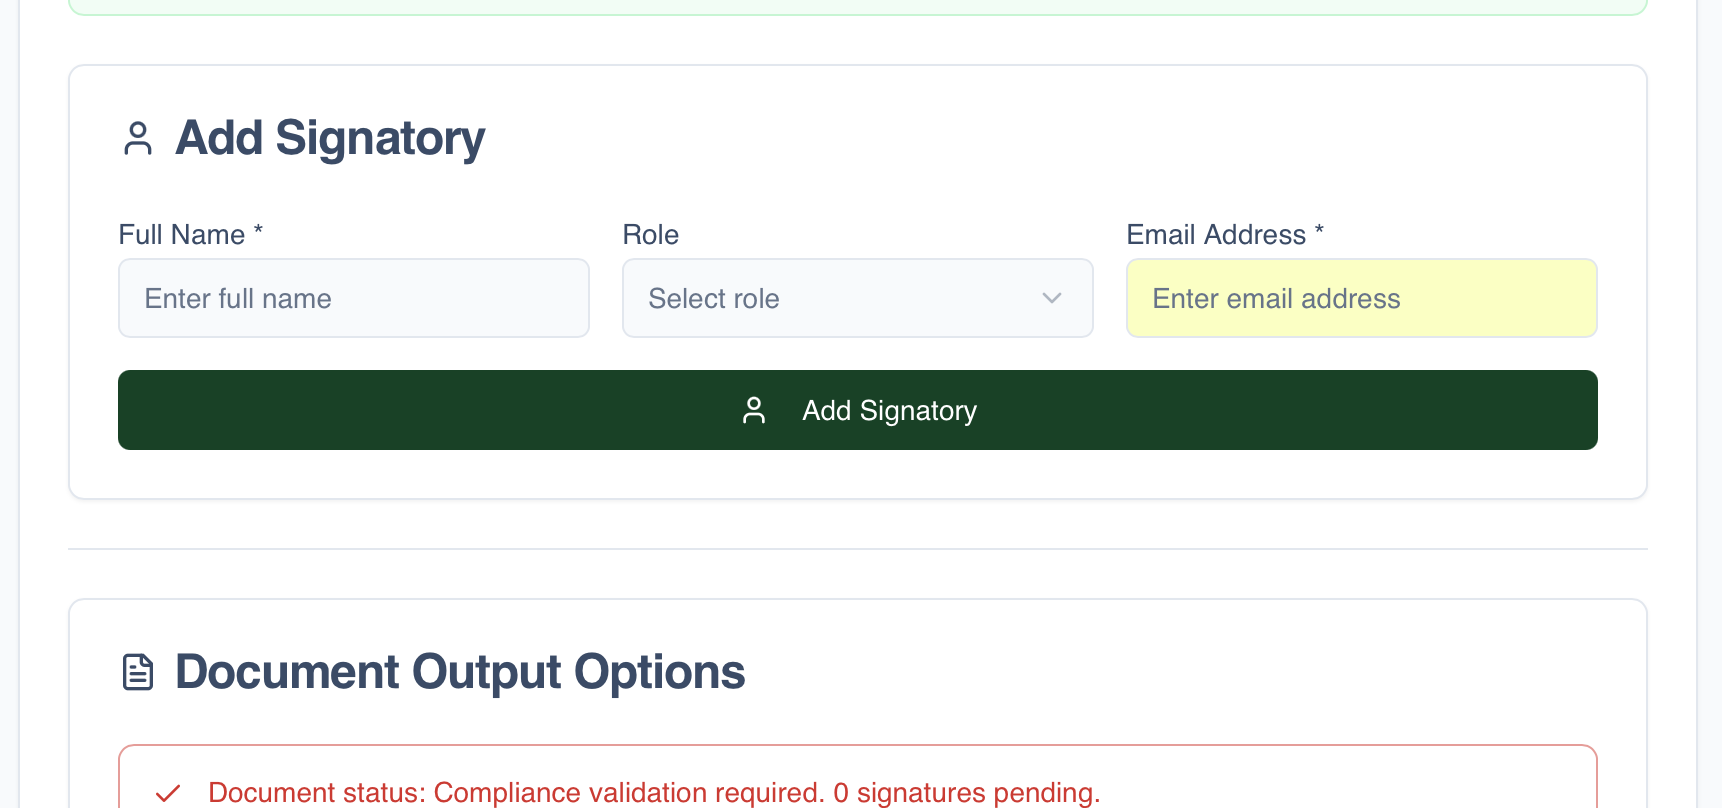 Add Signatory
Full Name *
Role
Email Address *
Enter full name
Select role
Enter email address
Add Signatory
Document Output Options
Document status: Compliance validation required. 0 signatures pending.